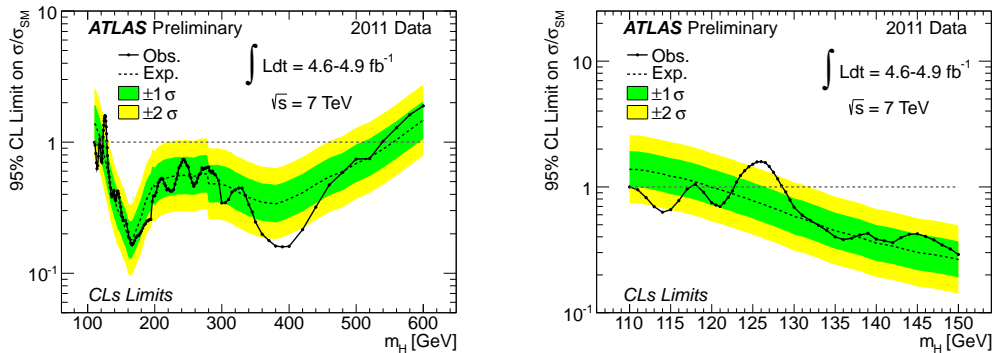 ATLAS Preliminary 2011 Data
Obs.
Exp.
±1 σ
±2 σ
∫ Ldt = 4.6-4.9 fb⁻¹
√s = 7 TeV
CLs Limits
95% CL Limit on σ/σSM
10
1
10⁻¹
100 200 300 400 500 600
mH [GeV]
ATLAS Preliminary 2011 Data
Obs.
Exp.
±1 σ
±2 σ
∫ Ldt = 4.6-4.9 fb⁻¹
√s = 7 TeV
CLs Limits
95% CL Limit on σ/σSM
10
1
10⁻¹
110 115 120 125 130 135 140 145 150
mH [GeV]